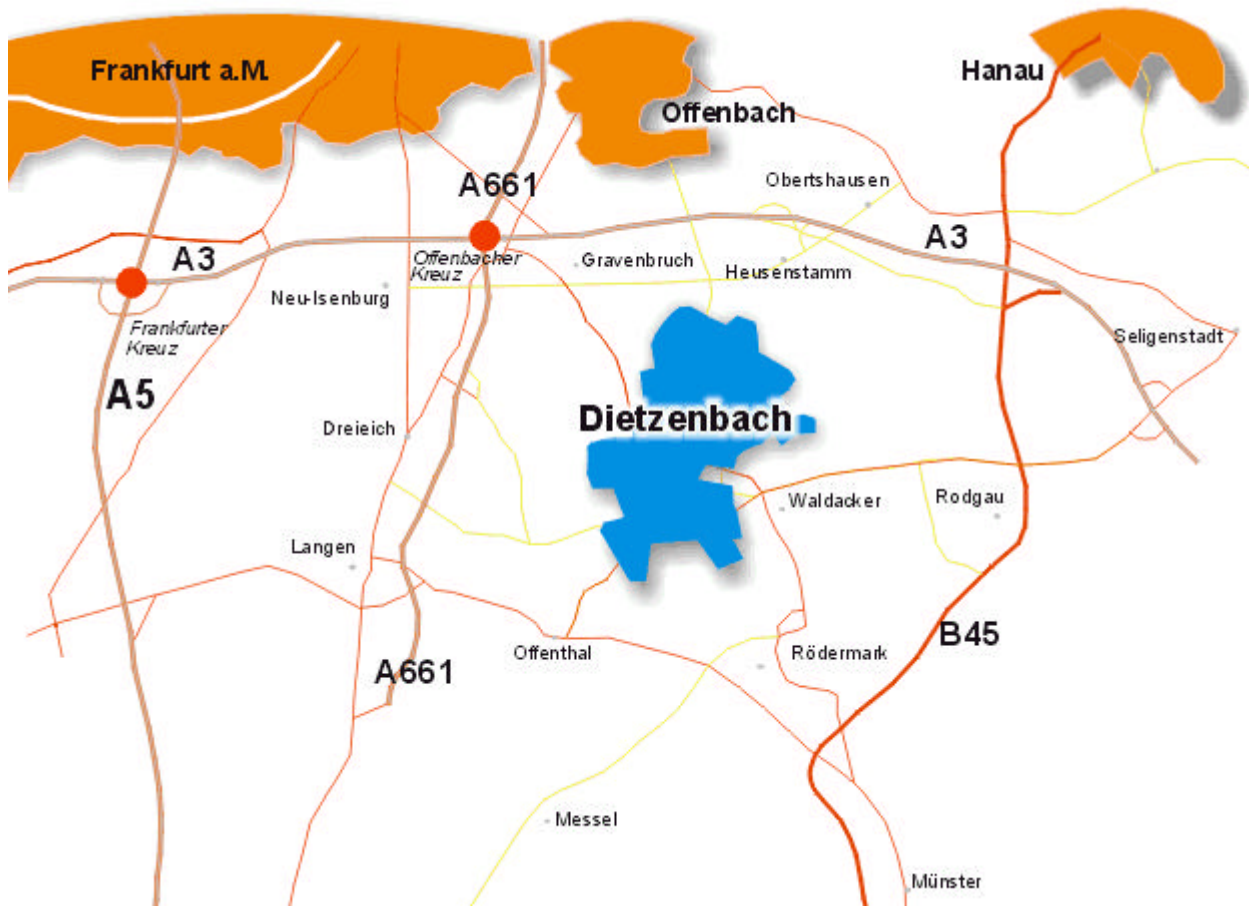 Frankfurt a.M.
Hanau
Offenbach
A661
Obertshausen
A3
A3
Offenbacher
Kreuz
Gravenbruch
Heusenstamm
Neu-Isenburg
Frankfurter
Kreuz
Seligenstadt
A5
Dietzenbach
Dreieich
Waldacker
Rodgau
Langen
B45
Offenthal
Rödermark
A661
Messel
Münster